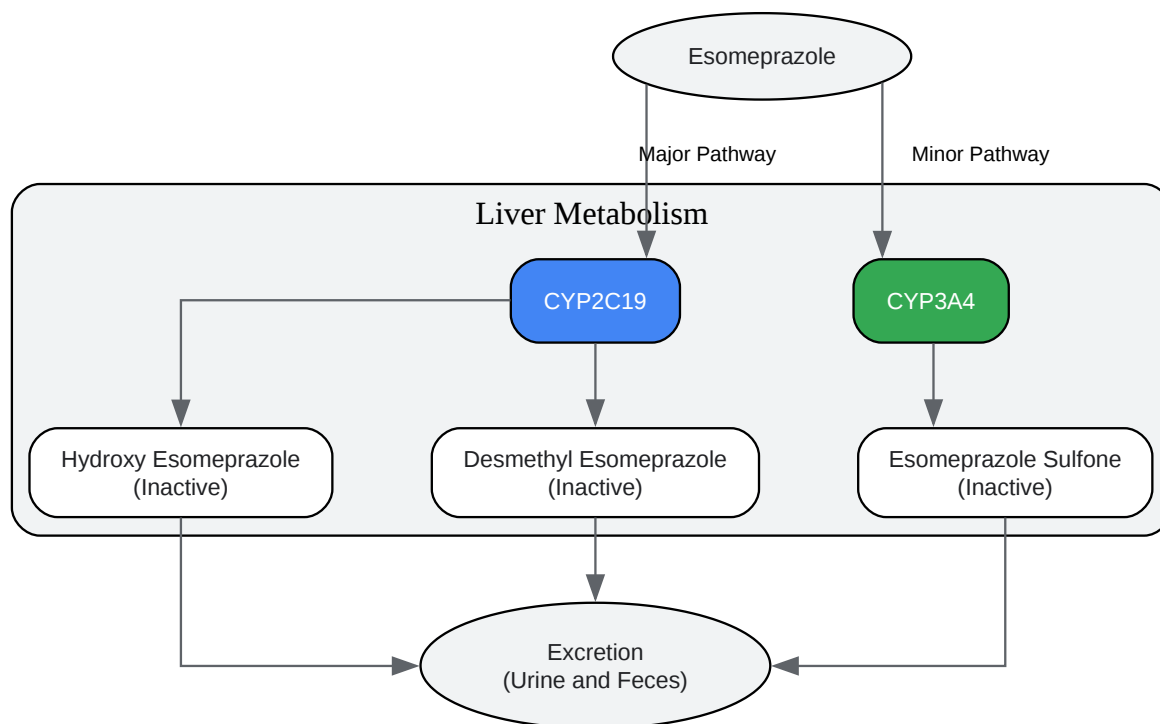 Esomeprazole
Major Pathway
Minor Pathway
Liver Metabolism
CYP2C19
CYP3A4
Hydroxy Esomeprazole
(Inactive)
Desmethyl Esomeprazole
(Inactive)
Esomeprazole Sulfone
(Inactive)
Excretion
(Urine and Feces)